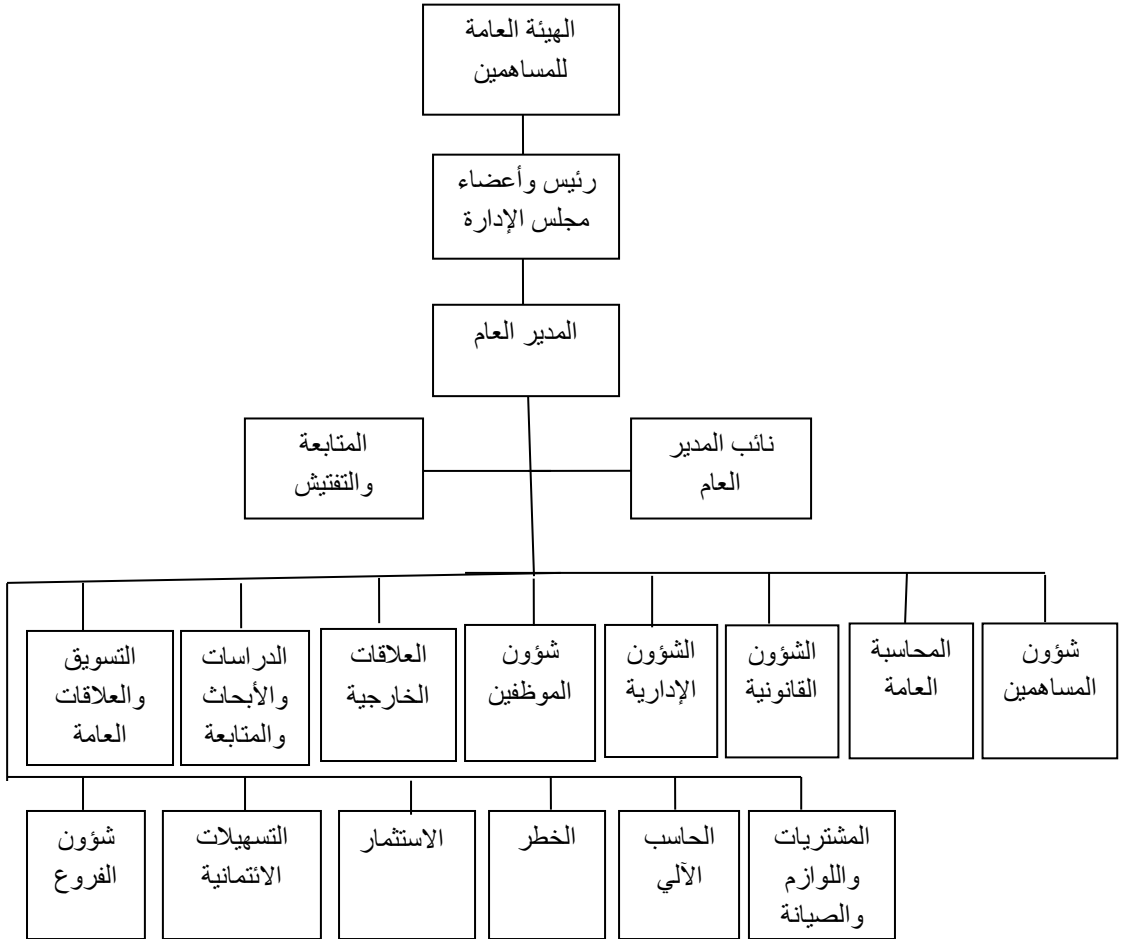 الهيئة العامة
للمساهمين
رئيس وأعضاء
مجلس الإدارة
المدير العام
نائب المدير
العام
المتابعة
والتفتيش
شؤون
المساهمين
المحاسبة
العامة
الشؤون
القانونية
الشؤون
الإدارية
شؤون
الموظفين
العلاقات
الخارجية
الدراسات
والأبحاث
والمتابعة
التسويق
والعلاقات
العامة
المشتريات
واللوازم
والصيانة
الحاسب
الآلي
الخطر
الاستثمار
التسهيلات
الائتمانية
شؤون
الفروع